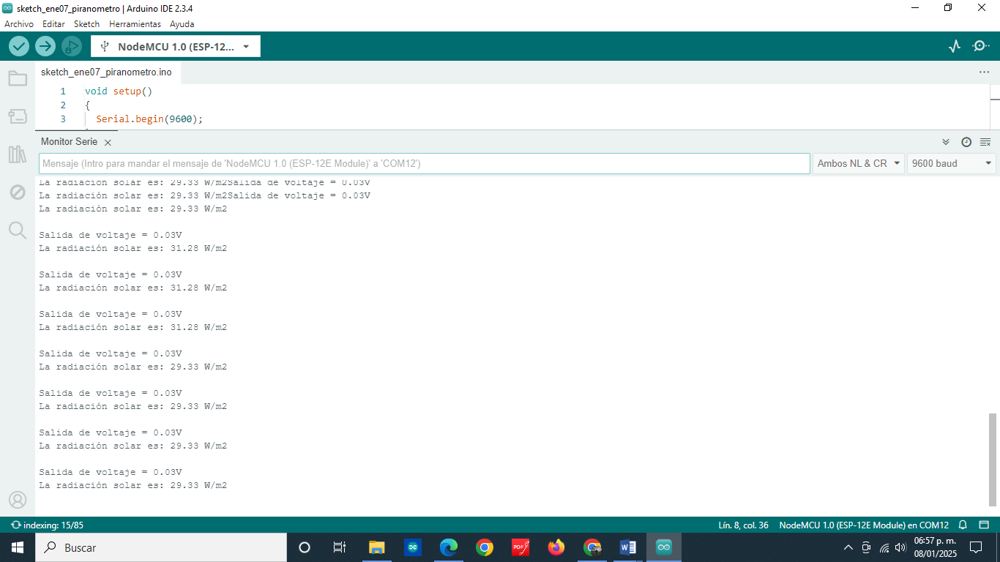 sketch_ene07_piranometro | Arduino IDE 2.3.4
Archivo Editar Sketch Herramientas Ayuda
NodeMCU 1.0 (ESP-12...
sketch_ene07_piranometro.ino
1 void setup()
2 {
3 Serial.begin(9600);
Monitor Serie
Mensaje (Intro para mandar el mensaje de 'NodeMCU 1.0 (ESP-12E Module)' a 'COM12')
Ambos NL & CR
9600 baud
La radiación solar es: 29.33 W/m2Salida de voltaje = 0.03V
La radiación solar es: 29.33 W/m2Salida de voltaje = 0.03V
La radiación solar es: 29.33 W/m2
Salida de voltaje = 0.03V
La radiación solar es: 31.28 W/m2
Salida de voltaje = 0.03V
La radiación solar es: 31.28 W/m2
Salida de voltaje = 0.03V
La radiación solar es: 31.28 W/m2
Salida de voltaje = 0.03V
La radiación solar es: 29.33 W/m2
Salida de voltaje = 0.03V
La radiación solar es: 29.33 W/m2
Salida de voltaje = 0.03V
La radiación solar es: 29.33 W/m2
Salida de voltaje = 0.03V
La radiación solar es: 29.33 W/m2
indexing: 15/85
Lín. 8, col. 36 NodeMCU 1.0 (ESP-12E Module) en COM12
Buscar
PDF
06:57 p. m.
08/01/2025